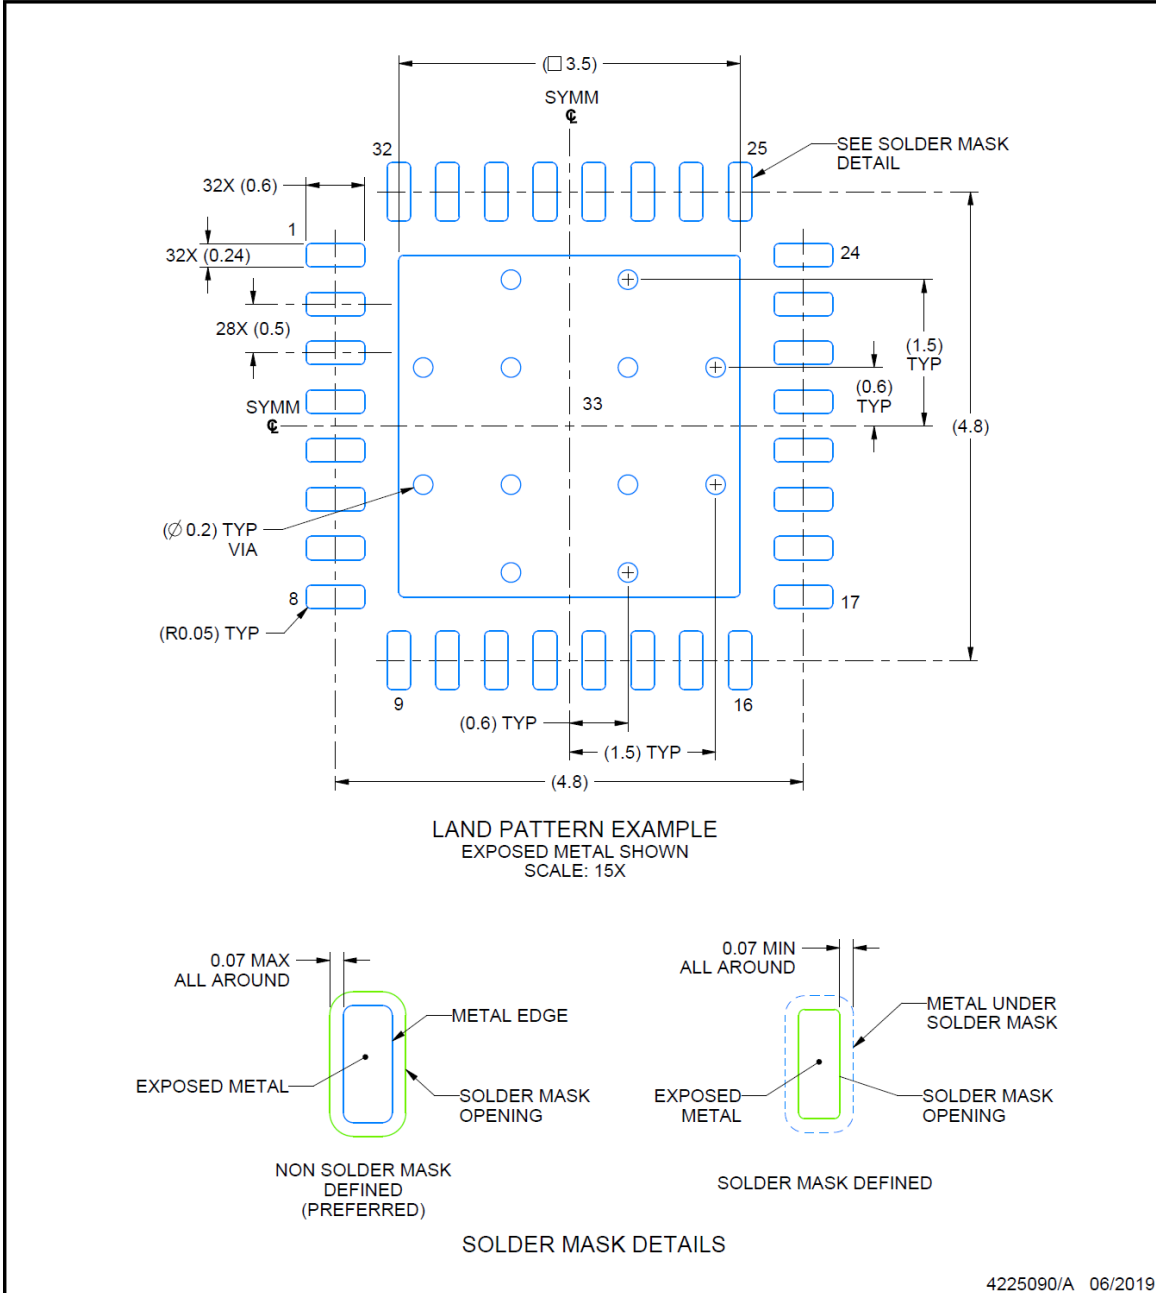 (□ 3.5)
SYMM
℄
32
25
SEE SOLDER MASK
DETAIL
32X (0.6)
1
24
32X (0.24)
28X (0.5)
(1.5)
TYP
(0.6)
TYP
SYMM
℄
33
(4.8)
(∅ 0.2) TYP
VIA
8
17
(R0.05) TYP
9
16
(0.6) TYP
(1.5) TYP
(4.8)
LAND PATTERN EXAMPLE
EXPOSED METAL SHOWN
SCALE: 15X
0.07 MAX
ALL AROUND
METAL EDGE
EXPOSED METAL
SOLDER MASK
OPENING
NON SOLDER MASK
DEFINED
(PREFERRED)
0.07 MIN
ALL AROUND
METAL UNDER
SOLDER MASK
EXPOSED
METAL
SOLDER MASK
OPENING
SOLDER MASK DEFINED
SOLDER MASK DETAILS
4225090/A 06/2019